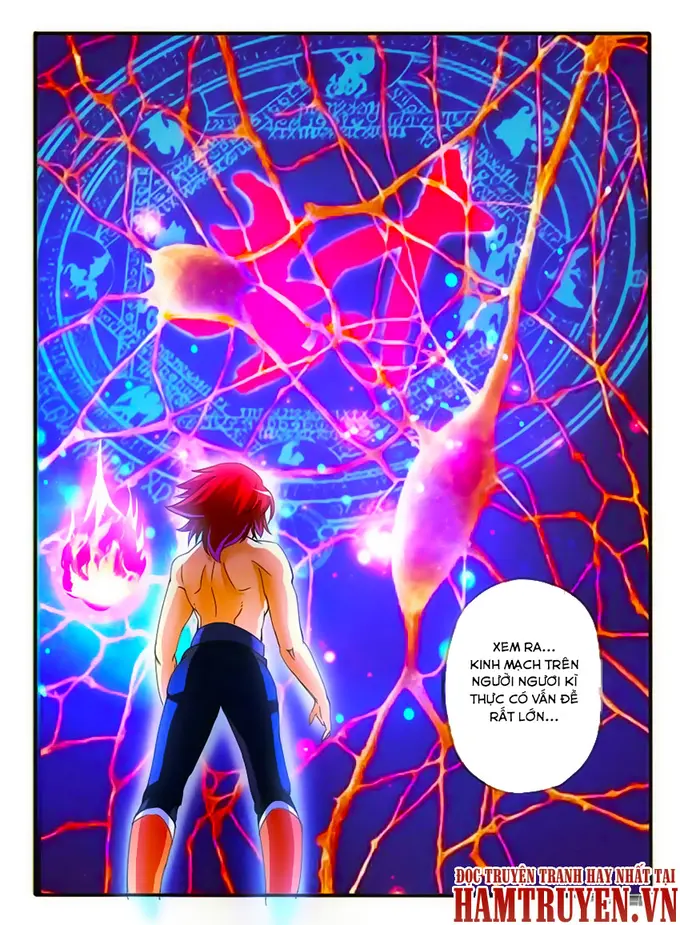 XEM RA...
KINH MẠCH TRÊN
NGƯỜI NGƯƠI KÌ
THỰC CÓ VẤN ĐỀ
RẤT LỚN...
ĐỌC TRUYỆN TRANH HAY NHẤT TẠI
HAMTRUYEN.VN